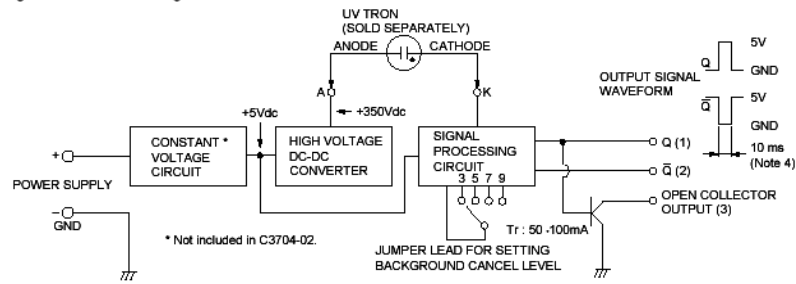 UV TRON
(SOLD SEPARATELY)
ANODE
CATHODE
A
K
+5Vdc
+350Vdc
CONSTANT *
VOLTAGE
CIRCUIT
HIGH VOLTAGE
DC-DC
CONVERTER
SIGNAL
PROCESSING
CIRCUIT
3 5 7 9
+
POWER SUPPLY
−
GND
* Not included in C3704-02.
JUMPER LEAD FOR SETTING
BACKGROUND CANCEL LEVEL
Tr : 50 -100mA
Q (1)
Q̅ (2)
OPEN COLLECTOR
OUTPUT (3)
OUTPUT SIGNAL
WAVEFORM
Q
5V
GND
Q̅
5V
GND
10 ms
(Note 4)